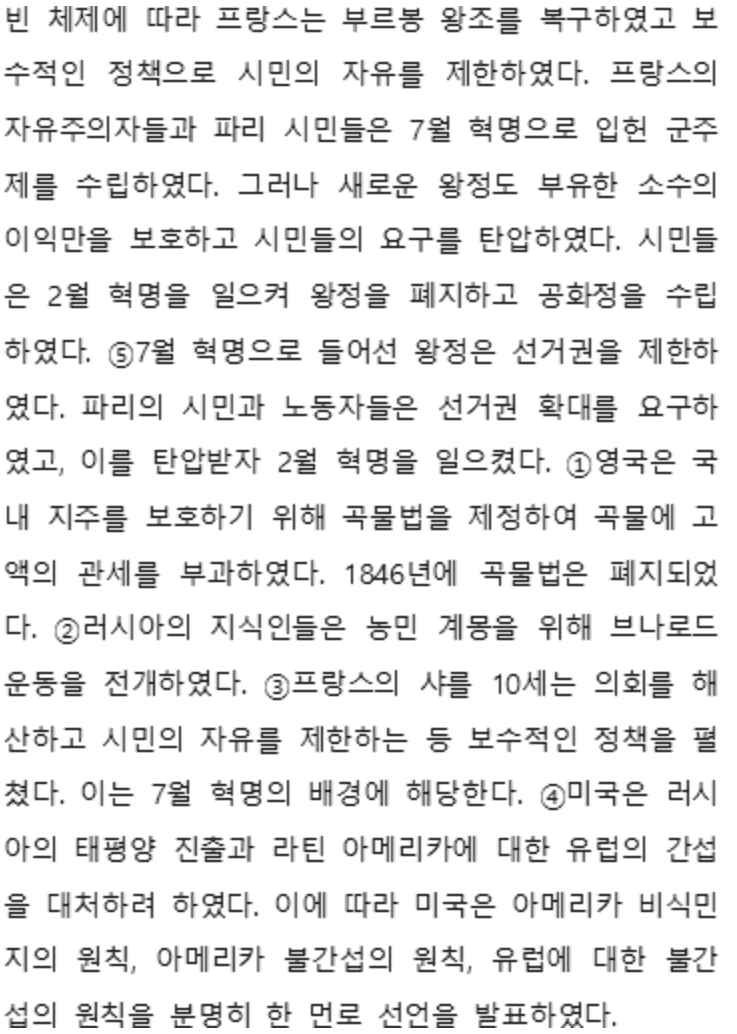 빈 체제에 따라 프랑스는 부르봉 왕조를 복구하였고 보
수적인 정책으로 시민의 자유를 제한하였다. 프랑스의
자유주의자들과 파리 시민들은 7월 혁명으로 입헌 군주
제를 수립하였다. 그러나 새로운 왕정도 부유한 소수의
이익만을 보호하고 시민들의 요구를 탄압하였다. 시민들
은 2월 혁명을 일으켜 왕정을 폐지하고 공화정을 수립
하였다. ⑤7월 혁명으로 들어선 왕정은 선거권을 제한하
였다. 파리의 시민과 노동자들은 선거권 확대를 요구하
였고, 이를 탄압받자 2월 혁명을 일으켰다. ①영국은 국
내 지주를 보호하기 위해 곡물법을 제정하여 곡물에 고
액의 관세를 부과하였다. 1846년에 곡물법은 폐지되었
다. ②러시아의 지식인들은 농민 계몽을 위해 브나로드
운동을 전개하였다. ③프랑스의 샤를 10세는 의회를 해
산하고 시민의 자유를 제한하는 등 보수적인 정책을 펼
쳤다. 이는 7월 혁명의 배경에 해당한다. ④미국은 러시
아의 태평양 진출과 라틴 아메리카에 대한 유럽의 간섭
을 대처하려 하였다. 이에 따라 미국은 아메리카 비식민
지의 원칙, 아메리카 불간섭의 원칙, 유럽에 대한 불간
섭의 원칙을 분명히 한 먼로 선언을 발표하였다.